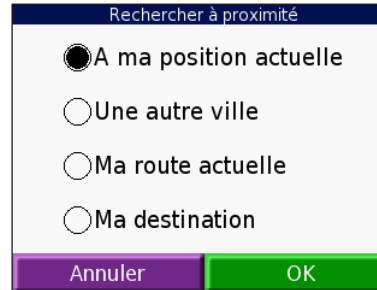 Rechercher à proximité
A ma position actuelle
Une autre ville
Ma route actuelle
Ma destination
Annuler OK